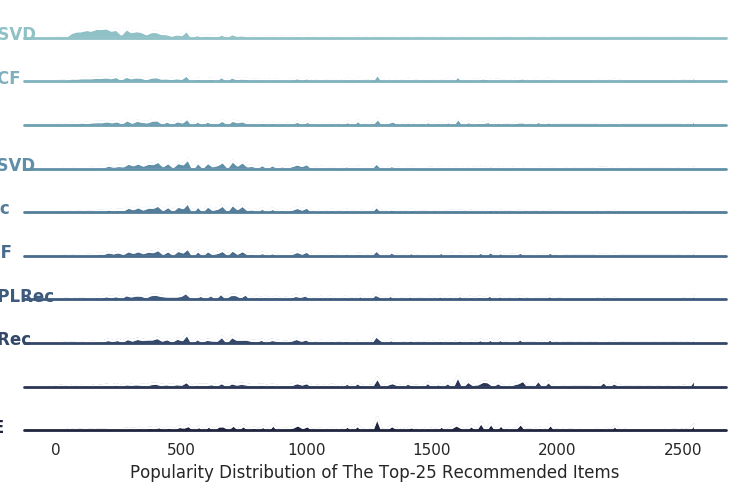 SVD
CF
SVD
c
F
PLRec
Rec
E
0 500 1000 1500 2000 2500
Popularity Distribution of The Top-25 Recommended Items